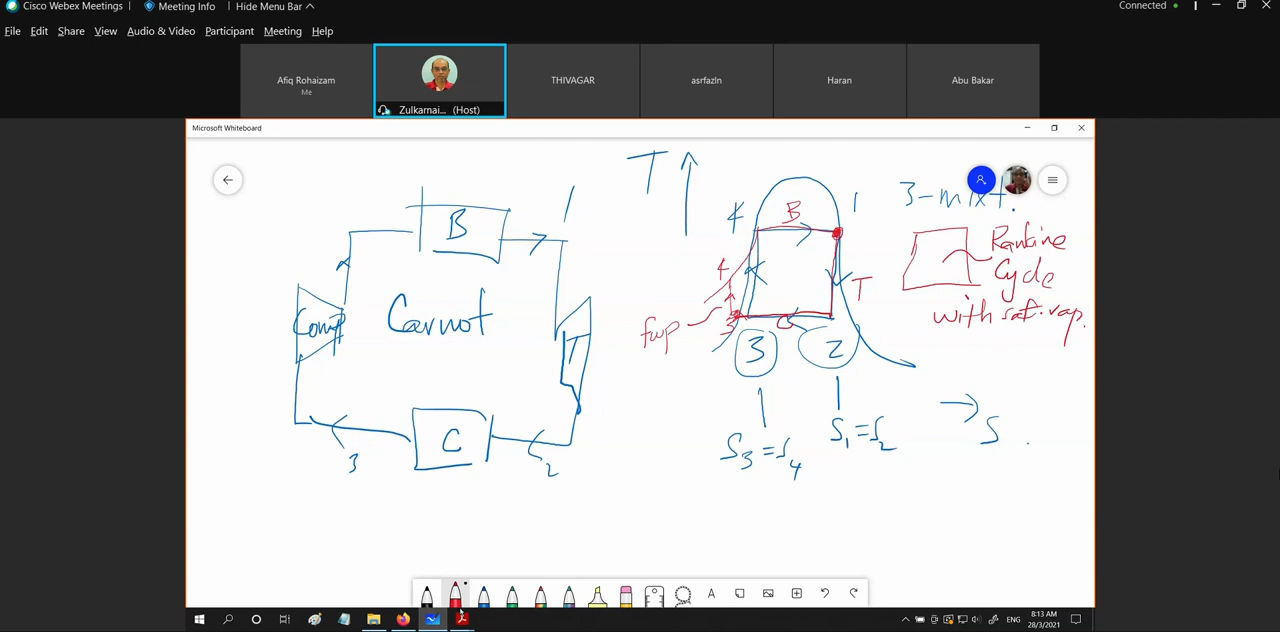 Cisco Webex Meetings
Meeting Info
Hide Menu Bar
Connected
File Edit Share View Audio & Video Participant Meeting Help
Afiq Rohaizam
Me
Zulkarnai... (Host)
THIVAGAR
asrfazln
Haran
Abu Bakar
Microsoft Whiteboard
T
B
1
Comp
Carnot
T
C
3
2
4
B
1
3-mixt.
4
T
fwp
3
C
3
2
S3 = S4
S1 = S2
S
Rankine
Cycle
with sat. vap.
A
ENG
8:13 AM
28/3/2021